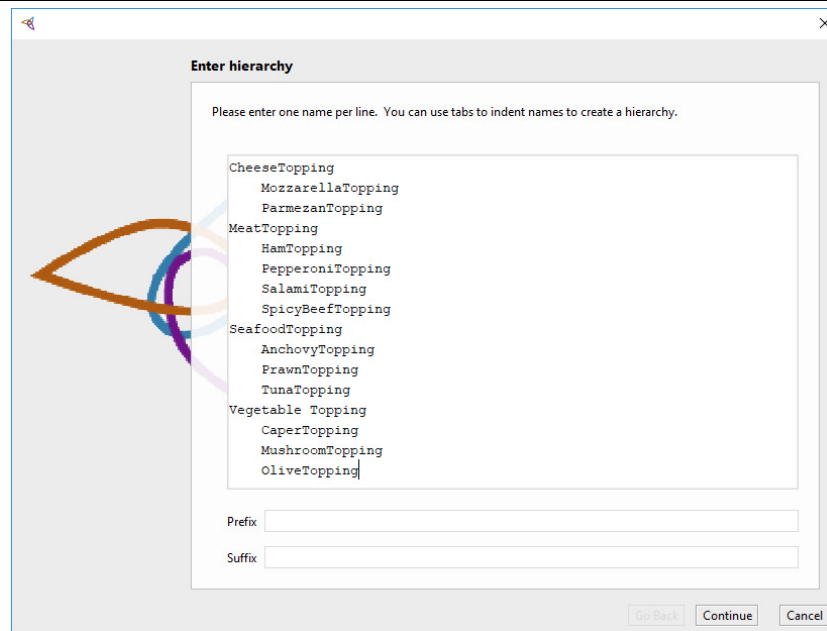 Enter hierarchy
Please enter one name per line. You can use tabs to indent names to create a hierarchy.
CheeseTopping
MozzarellaTopping
ParmezanTopping
MeatTopping
HamTopping
PepperoniTopping
SalamiTopping
SpicyBeefTopping
SeafoodTopping
AnchovyTopping
PrawnTopping
TunaTopping
Vegetable Topping
CaperTopping
MushroomTopping
OliveTopping
Prefix
Suffix
Go Back Continue Cancel